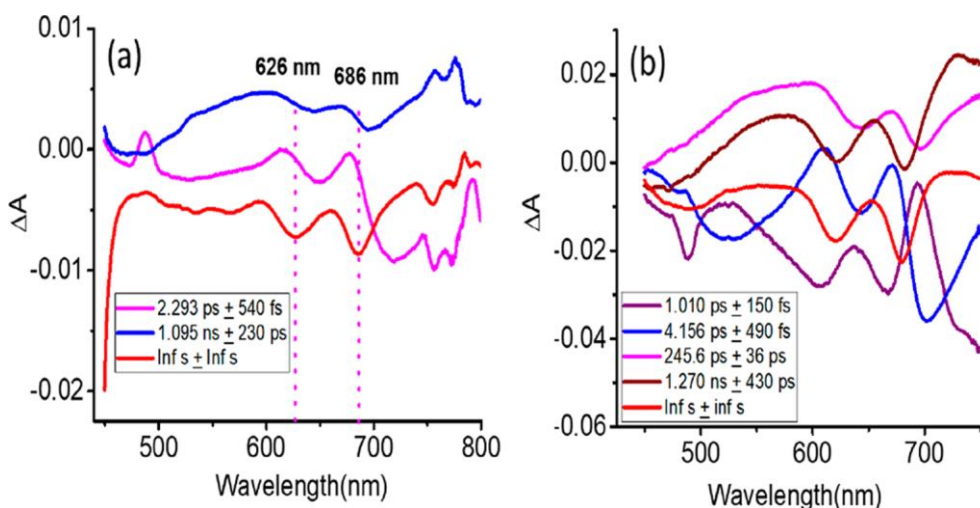 (a)
626 nm
686 nm
0.01
0.00
-0.01
-0.02
ΔA
2.293 ps ± 540 fs
1.095 ns ± 230 ps
Inf s ± Inf s
500
600
700
800
Wavelength(nm)
(b)
0.02
0.00
-0.02
-0.04
-0.06
ΔA
1.010 ps ± 150 fs
4.156 ps ± 490 fs
245.6 ps ± 36 ps
1.270 ns ± 430 ps
Inf s ± inf s
500
600
700
Wavelength(nm)